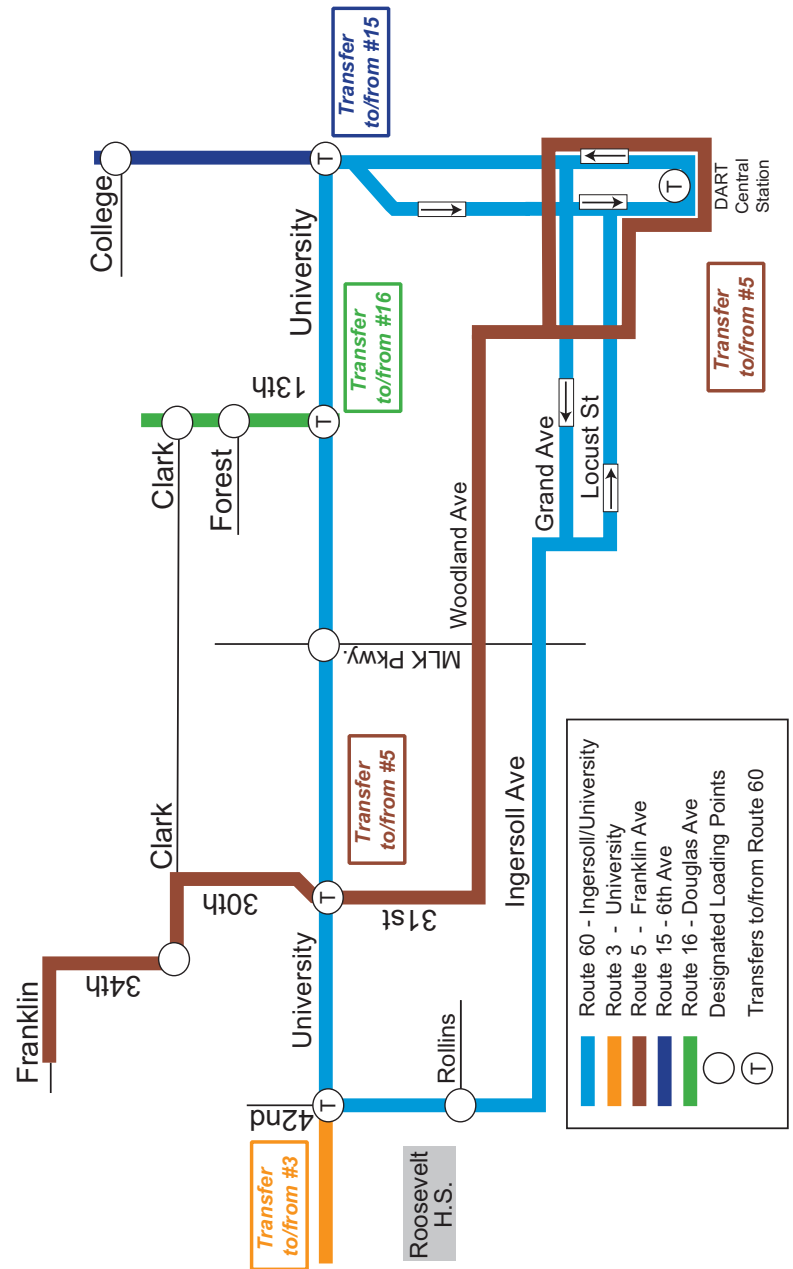 Franklin
34th
30th
Clark
Clark
Forest
13th
College
42nd
University
University
Transfer
to/from #3
Transfer
to/from #5
Transfer
to/from #16
Transfer
to/from #15
MLK Pkwy.
31st
Woodland Ave
Roosevelt
H.S.
Rollins
Ingersoll Ave
Grand Ave
Locust St
Transfer
to/from #5
DART
Central
Station
T
T
T
T
T
Route 60 - Ingersoll/University
Route 3 - University
Route 5 - Franklin Ave
Route 15 - 6th Ave
Route 16 - Douglas Ave
Designated Loading Points
T
Transfers to/from Route 60